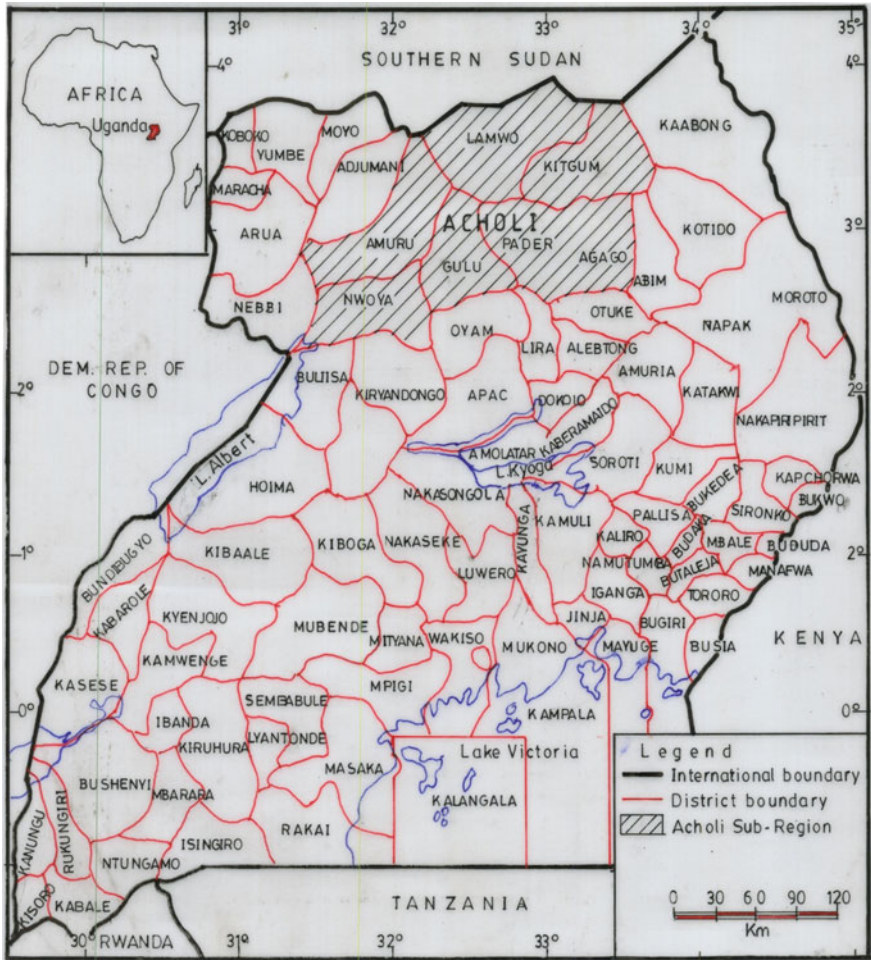 31°
32°
33°
34°
35°
4°
4°
SOUTHERN SUDAN
AFRICA
Uganda
KOBOKO
YUMBE
MOYO
ADJUMANI
LAMWO
KITGUM
KAABONG
MARACHA
ARUA
ACHOLI
AMURU
GULU
PADER
AGAGO
KOTIDO
3°
NEBBI
NWOYA
ABIM
MOROTO
OYAM
OTUKE
NAPAK
LIRA
ALEBTONG
DEM. REP. OF
CONGO
2°
BULIISA
KIRYANDONGO
APAC
DOKOLO
AMURIA
KATAKWI
2°
NAKAPIRIPIRIT
L. Albert
AMOLATAR
KABERAMAIDO
L. Kyoga
SOROTI
KUMI
BUKEDEA
KAPCHORWA
BUKWO
HOIMA
NAKASONGOLA
KAYUNGA
KAMULI
PALLISA
SIRONKO
1°
BUNDIBUGYO
KIBAALE
KIBOGA
NAKASEKE
LUWERO
KALIRO
BUDAKA
MBALE
BUDUDA
2°
NAMUTUMBA
BUTALEJA
MANAFWA
KABAROLE
KYENJOJO
IGANGA
TORORO
MUBENDE
MITYANA
WAKISO
JINJA
BUGIRI
KAMWENGE
MUKONO
MAYUGE
BUSIA
KENYA
KASESE
MPIGI
SEMBABULE
0°
IBANDA
KAMPALA
0°
KIRUHURA
LYANTONDE
MASAKA
Lake Victoria
BUSHENYI
MBARARA
KALANGALA
KANUNGU
RUKUNGIRI
ISINGIRO
RAKAI
NTUNGAMO
KISORO
KABALE
TANZANIA
RWANDA
30°
31°
32°
33°
Legend
International boundary
District boundary
Acholi Sub-Region
0 30 60 90 120
Km